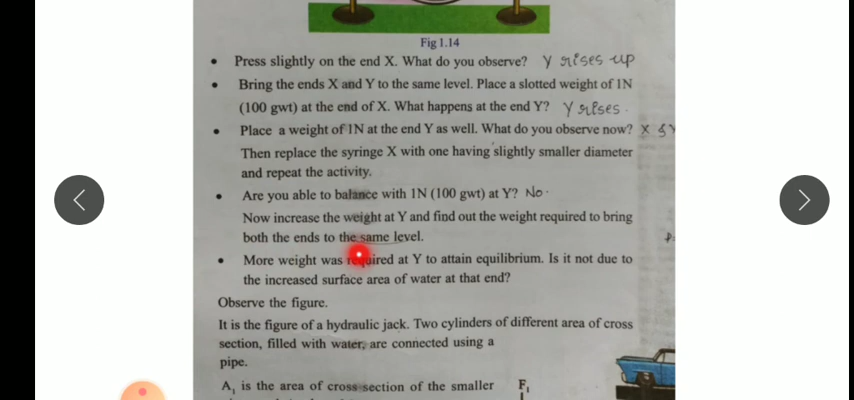 Fig 1.14
• Press slightly on the end X. What do you observe? Y rises up
• Bring the ends X and Y to the same level. Place a slotted weight of 1N
(100 gwt) at the end of X. What happens at the end Y? Y rises.
• Place a weight of 1N at the end Y as well. What do you observe now? X & Y
Then replace the syringe X with one having slightly smaller diameter
and repeat the activity.
• Are you able to balance with 1N (100 gwt) at Y? No.
Now increase the weight at Y and find out the weight required to bring
both the ends to the same level.
• More weight was required at Y to attain equilibrium. Is it not due to
the increased surface area of water at that end?
Observe the figure.
It is the figure of a hydraulic jack. Two cylinders of different area of cross
section, filled with water, are connected using a
pipe.
A₁ is the area of cross section of the smaller
F₁